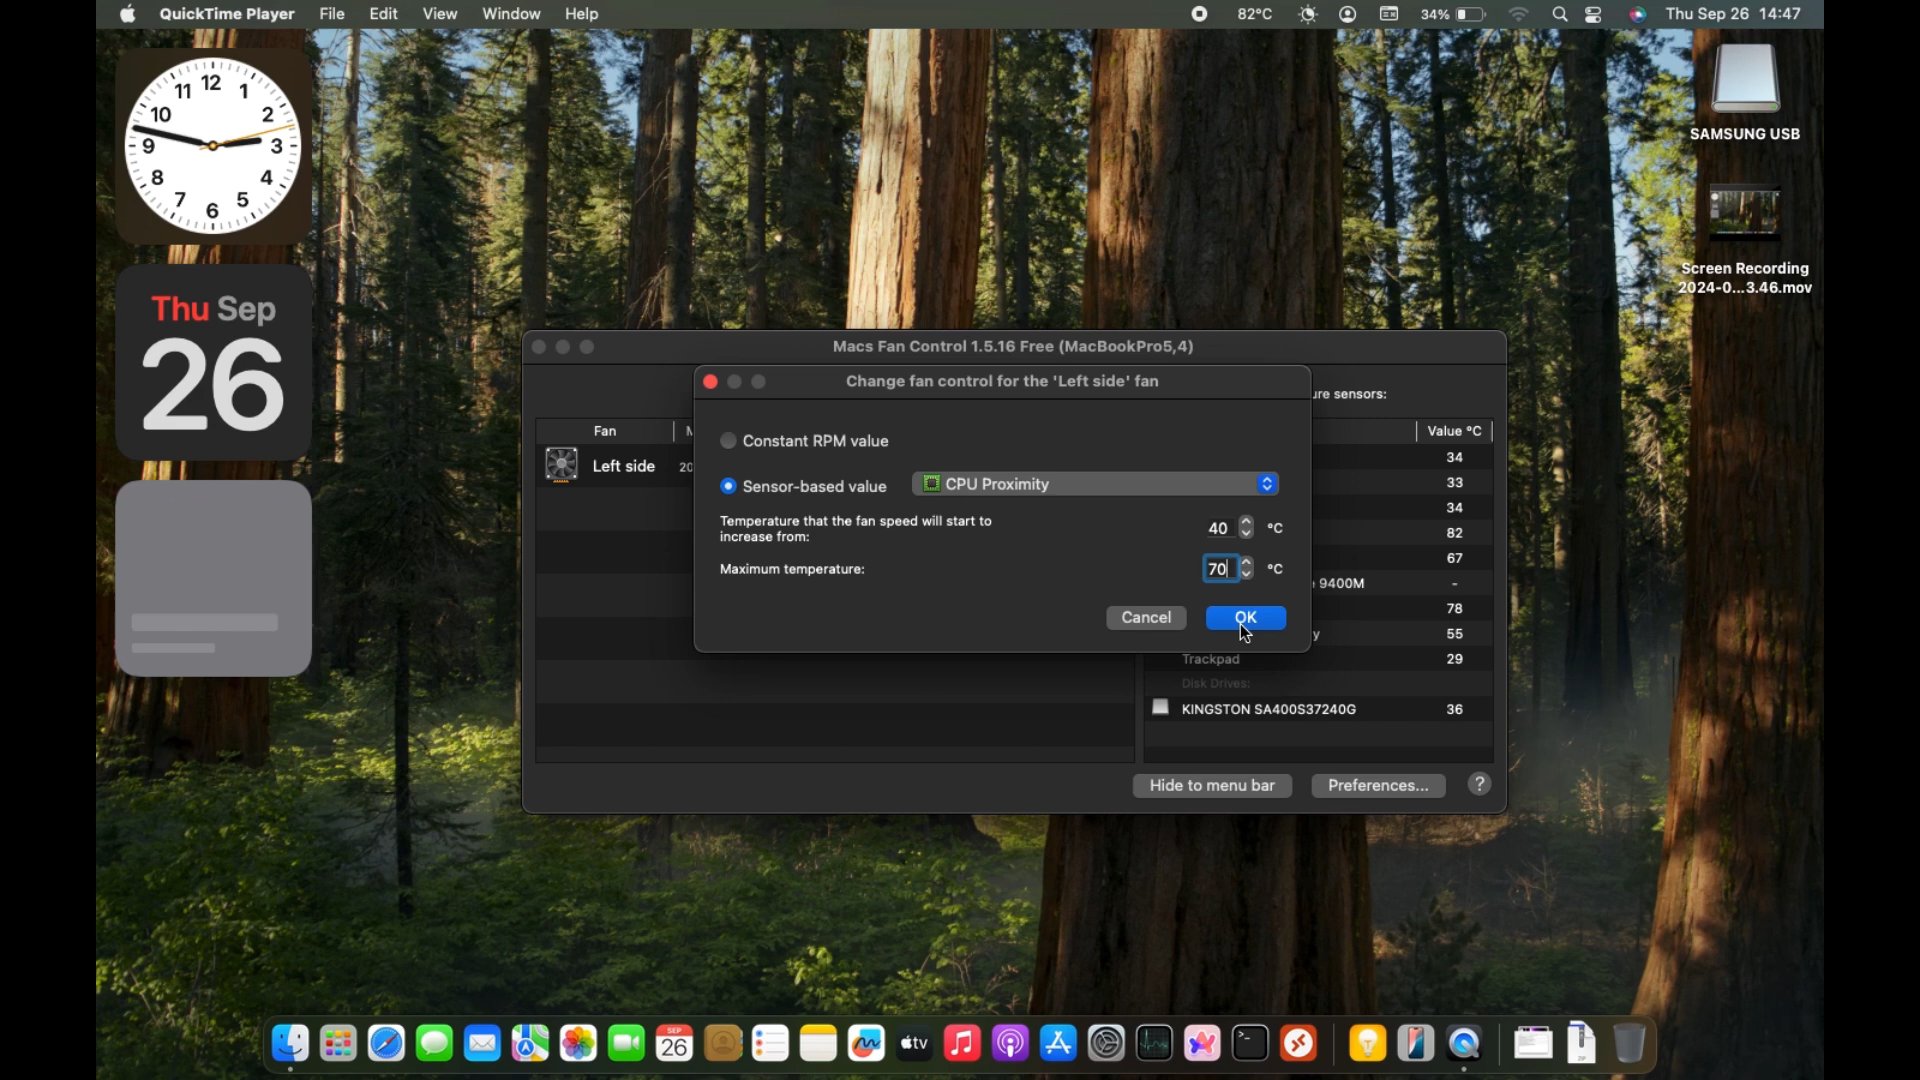 QuickTime Player File Edit View Window Help 82°C 34% Thu Sep 26 14:47
12 1 2 3 4 5 6 7 8 9 10 11
Thu Sep
26
SAMSUNG USB
Screen Recording
2024-0...3.46.mov
Macs Fan Control 1.5.16 Free (MacBookPro5,4)
Change fan control for the 'Left side' fan
ure sensors:
Fan
Value °C
Left side 20
Constant RPM value
Sensor-based value CPU Proximity
Temperature that the fan speed will start to
increase from:
40 °C
Maximum temperature: 70 °C
Cancel OK
34
33
34
82
67
9400M -
78
y 55
Trackpad 29
Disk Drives:
KINGSTON SA400S37240G 36
Hide to menu bar Preferences... ?
SEP
26
tv
ZIP